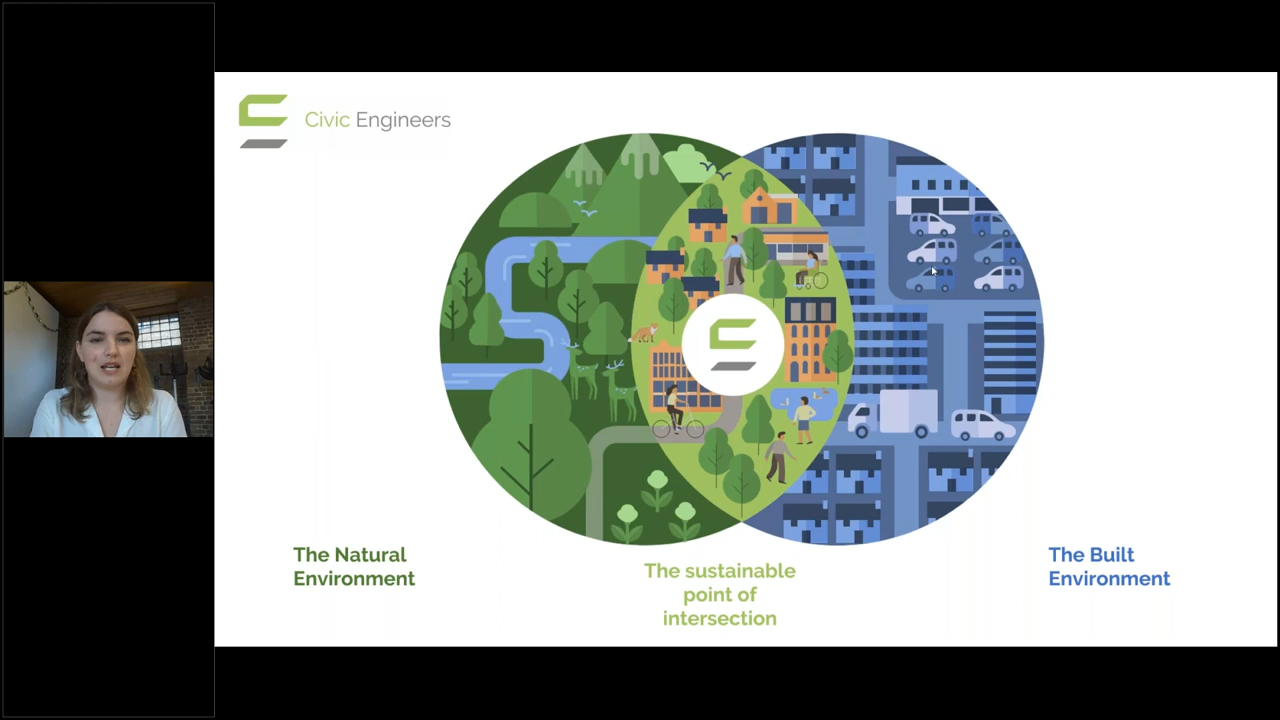 Civic Engineers
The Natural
Environment
The sustainable
point of
intersection
The Built
Environment